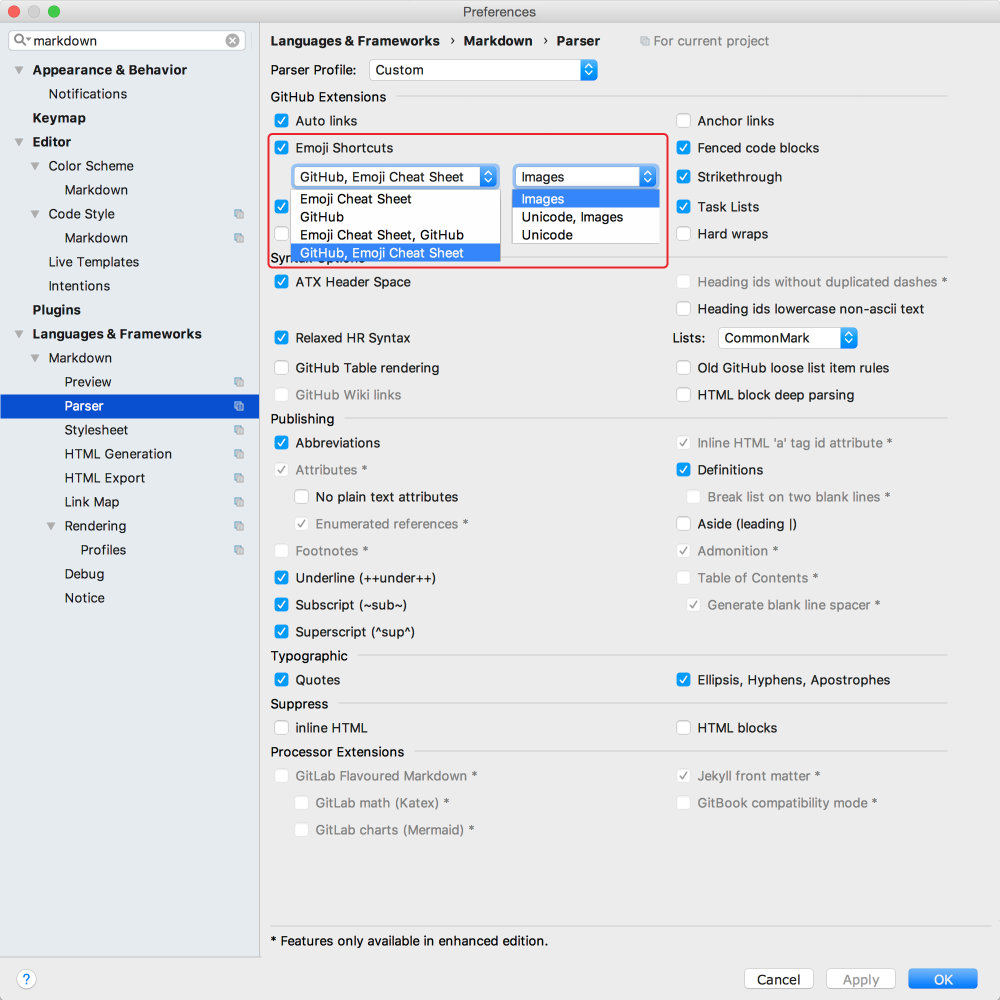 Preferences
markdown
Appearance & Behavior
Notifications
Keymap
Editor
Color Scheme
Markdown
Code Style
Markdown
Live Templates
Intentions
Plugins
Languages & Frameworks
Markdown
Preview
Parser
Stylesheet
HTML Generation
HTML Export
Link Map
Rendering
Profiles
Debug
Notice
?
Languages & Frameworks › Markdown › Parser For current project
Parser Profile: Custom
GitHub Extensions
Auto links Anchor links
Emoji Shortcuts Fenced code blocks
GitHub, Emoji Cheat Sheet Images Strikethrough
Emoji Cheat Sheet Images
GitHub Unicode, Images Task Lists
Emoji Cheat Sheet, GitHub Unicode Hard wraps
GitHub, Emoji Cheat Sheet
ATX Header Space Heading ids without duplicated dashes *
Heading ids lowercase non-ascii text
Relaxed HR Syntax Lists: CommonMark
GitHub Table rendering Old GitHub loose list item rules
GitHub Wiki links HTML block deep parsing
Publishing
Abbreviations Inline HTML 'a' tag id attribute *
Attributes * Definitions
No plain text attributes Break list on two blank lines *
Enumerated references * Aside (leading |)
Footnotes * Admonition *
Underline (++under++) Table of Contents *
Subscript (~sub~) Generate blank line spacer *
Superscript (^sup^)
Typographic
Quotes Ellipsis, Hyphens, Apostrophes
Suppress
inline HTML HTML blocks
Processor Extensions
GitLab Flavoured Markdown * Jekyll front matter *
GitLab math (Katex) * GitBook compatibility mode *
GitLab charts (Mermaid) *
* Features only available in enhanced edition.
Cancel Apply OK